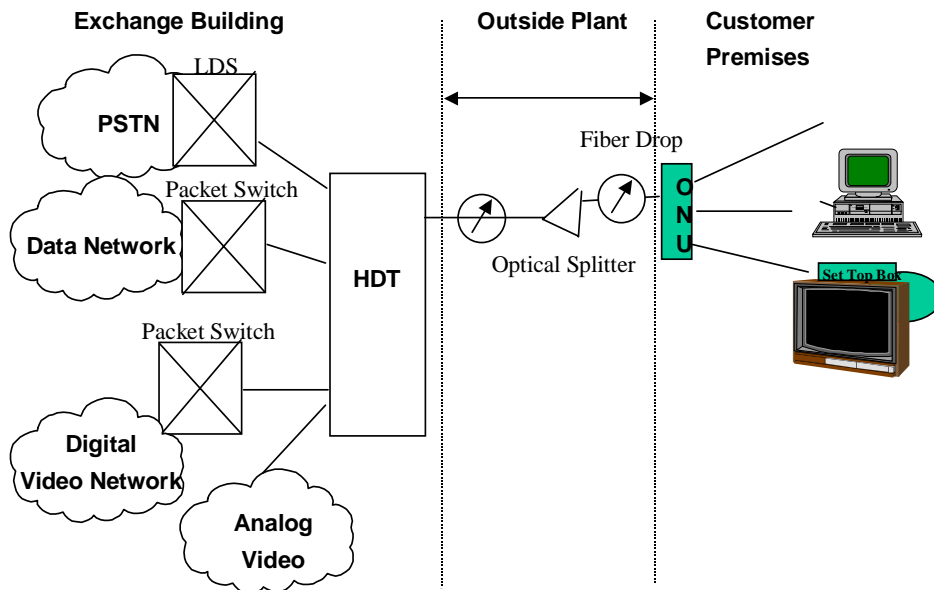 Exchange Building
Outside Plant
Customer
Premises
LDS
PSTN
Fiber Drop
Packet Switch
O
N
U
Data Network
HDT
Optical Splitter
Set Top Box
Packet Switch
Digital
Video Network
Analog
Video